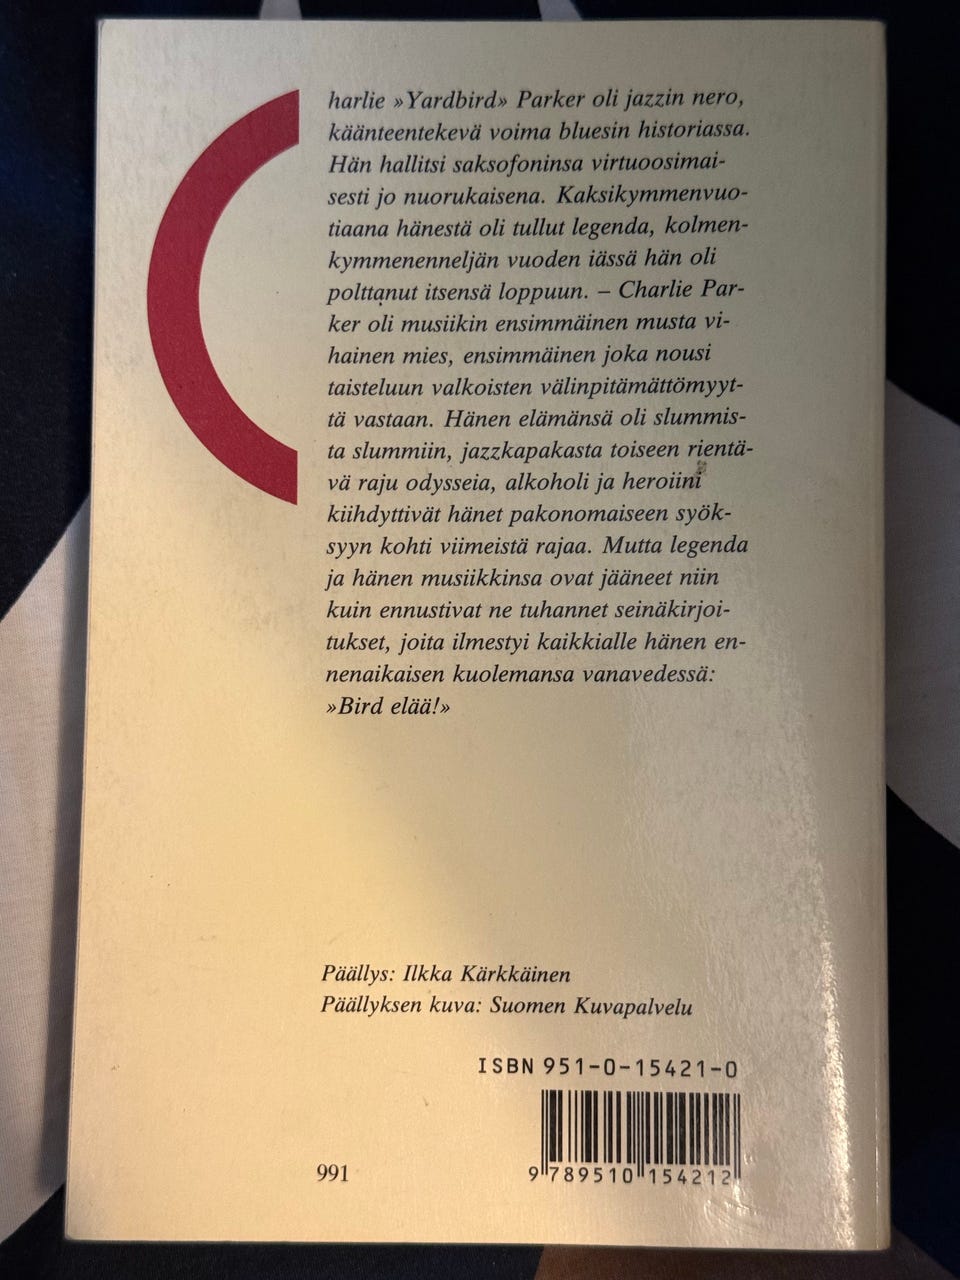 Charlie »Yardbird» Parker oli jazzin nero,
käänteentekevä voima bluesin historiassa.
Hän hallitsi saksofoninsa virtuoosimai-
sesti jo nuorukaisena. Kaksikymmenvuo-
tiaana hänestä oli tullut legenda, kolmen-
kymmenenneljän vuoden iässä hän oli
polttanut itsensä loppuun. – Charlie Par-
ker oli musiikin ensimmäinen musta vi-
hainen mies, ensimmäinen joka nousi
taisteluun valkoisten välinpitämättömyyt-
tä vastaan. Hänen elämänsä oli slummis-
ta slummiin, jazzkapakasta toiseen rientä-
vä raju odysseia, alkoholi ja heroiini
kiihdyttivät hänet pakonomaiseen syök-
syyn kohti viimeistä rajaa. Mutta legenda
ja hänen musiikkinsa ovat jääneet niin
kuin ennustivat ne tuhannet seinäkirjoi-
tukset, joita ilmestyi kaikkialle hänen en-
nenaikaisen kuolemansa vanavedessä:
»Bird elää!»
Päällys: Ilkka Kärkkäinen
Päällyksen kuva: Suomen Kuvapalvelu
ISBN 951-0-15421-0
991
9 789510 154212